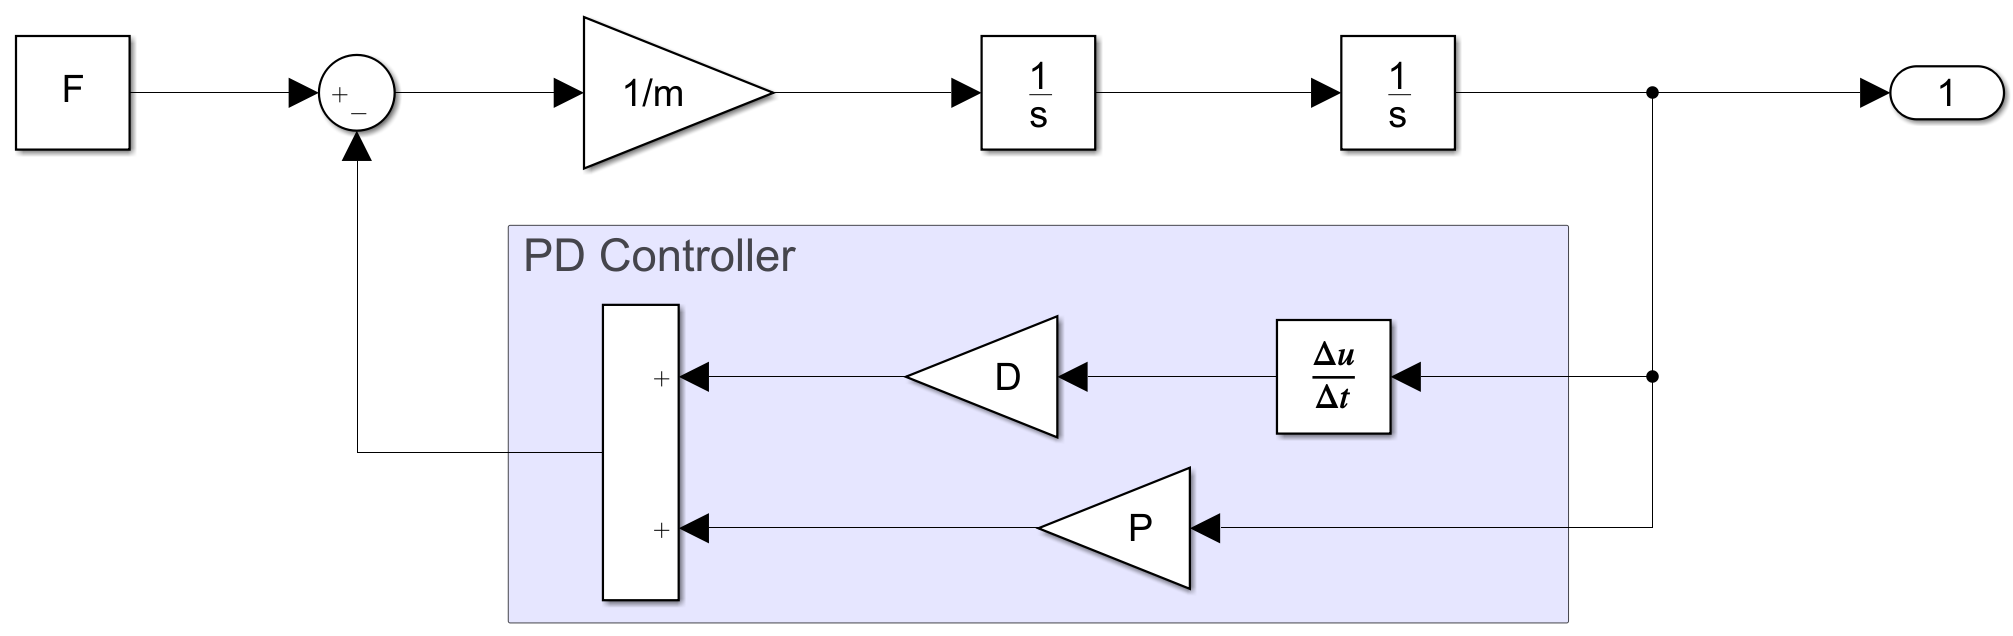 F
+
−
1/m
1
s
1
s
1
PD Controller
+
D
Δu
Δt
+
P